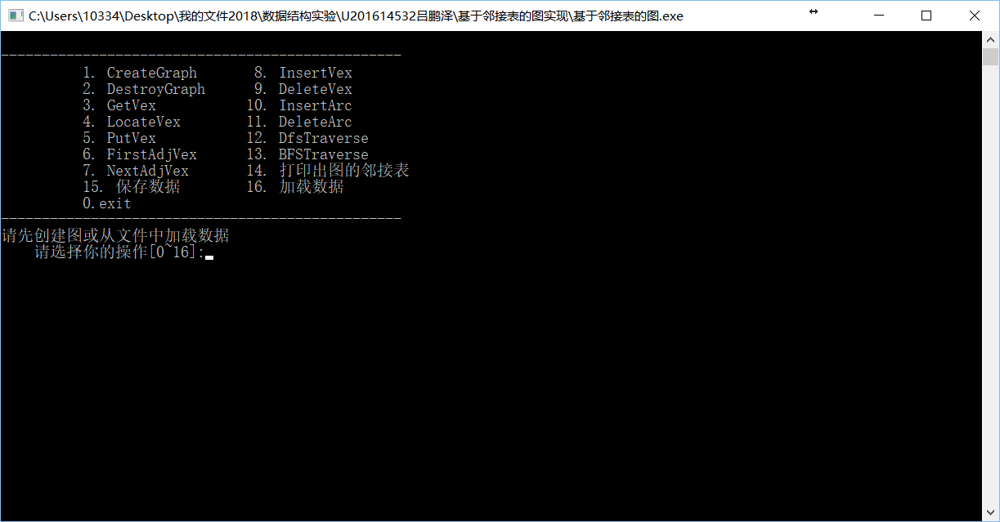 C:\Users\10334\Desktop\我的文件2018\数据结构实验\U201614532吕鹏泽\基于邻接表的图实现\基于邻接表的图.exe
-------------------------------------------------
1. CreateGraph 8. InsertVex
2. DestroyGraph 9. DeleteVex
3. GetVex 10. InsertArc
4. LocateVex 11. DeleteArc
5. PutVex 12. DfsTraverse
6. FirstAdjVex 13. BFSTraverse
7. NextAdjVex 14. 打印出图的邻接表
15. 保存数据 16. 加载数据
0.exit
-------------------------------------------------
请先创建图或从文件中加载数据
请选择你的操作[0~16]: